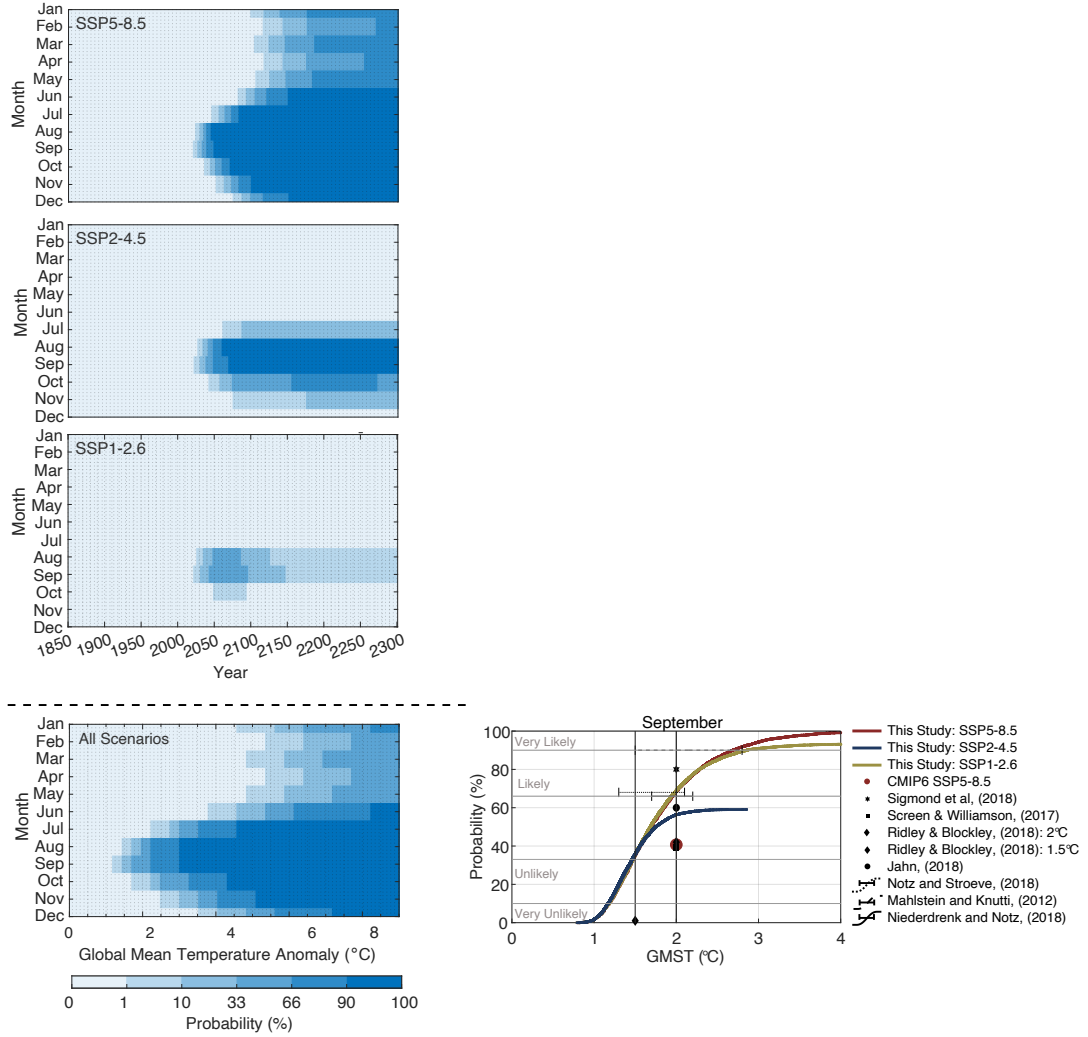 SSP5-8.5
Jan
Feb
Mar
Apr
May
Jun
Jul
Aug
Sep
Oct
Nov
Dec
Month
SSP2-4.5
Jan
Feb
Mar
Apr
May
Jun
Jul
Aug
Sep
Oct
Nov
Dec
Month
SSP1-2.6
Jan
Feb
Mar
Apr
May
Jun
Jul
Aug
Sep
Oct
Nov
Dec
Month
1850 1900 1950 2000 2050 2100 2150 2200 2250 2300
Year
All Scenarios
Jan
Feb
Mar
Apr
May
Jun
Jul
Aug
Sep
Oct
Nov
Dec
Month
0 2 4 6 8
Global Mean Temperature Anomaly (°C)
0 1 10 33 66 90 100
Probability (%)
September
100
80
60
40
20
0
Probability (%)
Very Likely
Likely
Unlikely
Very Unlikely
0 1 2 3 4
GMST (℃)
This Study: SSP5-8.5
This Study: SSP2-4.5
This Study: SSP1-2.6
CMIP6 SSP5-8.5
Sigmond et al, (2018)
Screen & Williamson, (2017)
Ridley & Blockley, (2018): 2℃
Ridley & Blockley, (2018): 1.5℃
Jahn, (2018)
Notz and Stroeve, (2018)
Mahlstein and Knutti, (2012)
Niederdrenk and Notz, (2018)